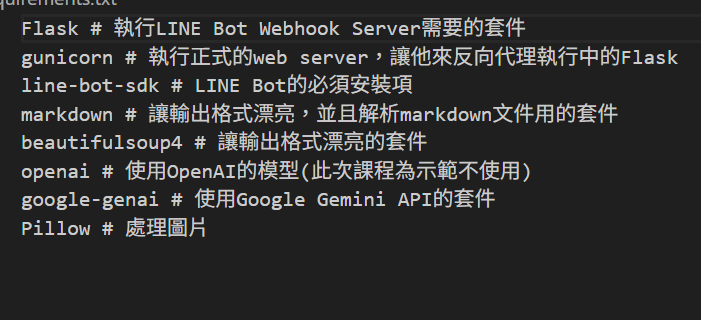 quirements.txt
Flask # 執行LINE Bot Webhook Server需要的套件
gunicorn # 執行正式的web server，讓他來反向代理執行中的Flask
line-bot-sdk # LINE Bot的必須安裝項
markdown # 讓輸出格式漂亮，並且解析markdown文件用的套件
beautifulsoup4 # 讓輸出格式漂亮的套件
openai # 使用OpenAI的模型(此次課程為示範不使用)
google-genai # 使用Google Gemini API的套件
Pillow # 處理圖片